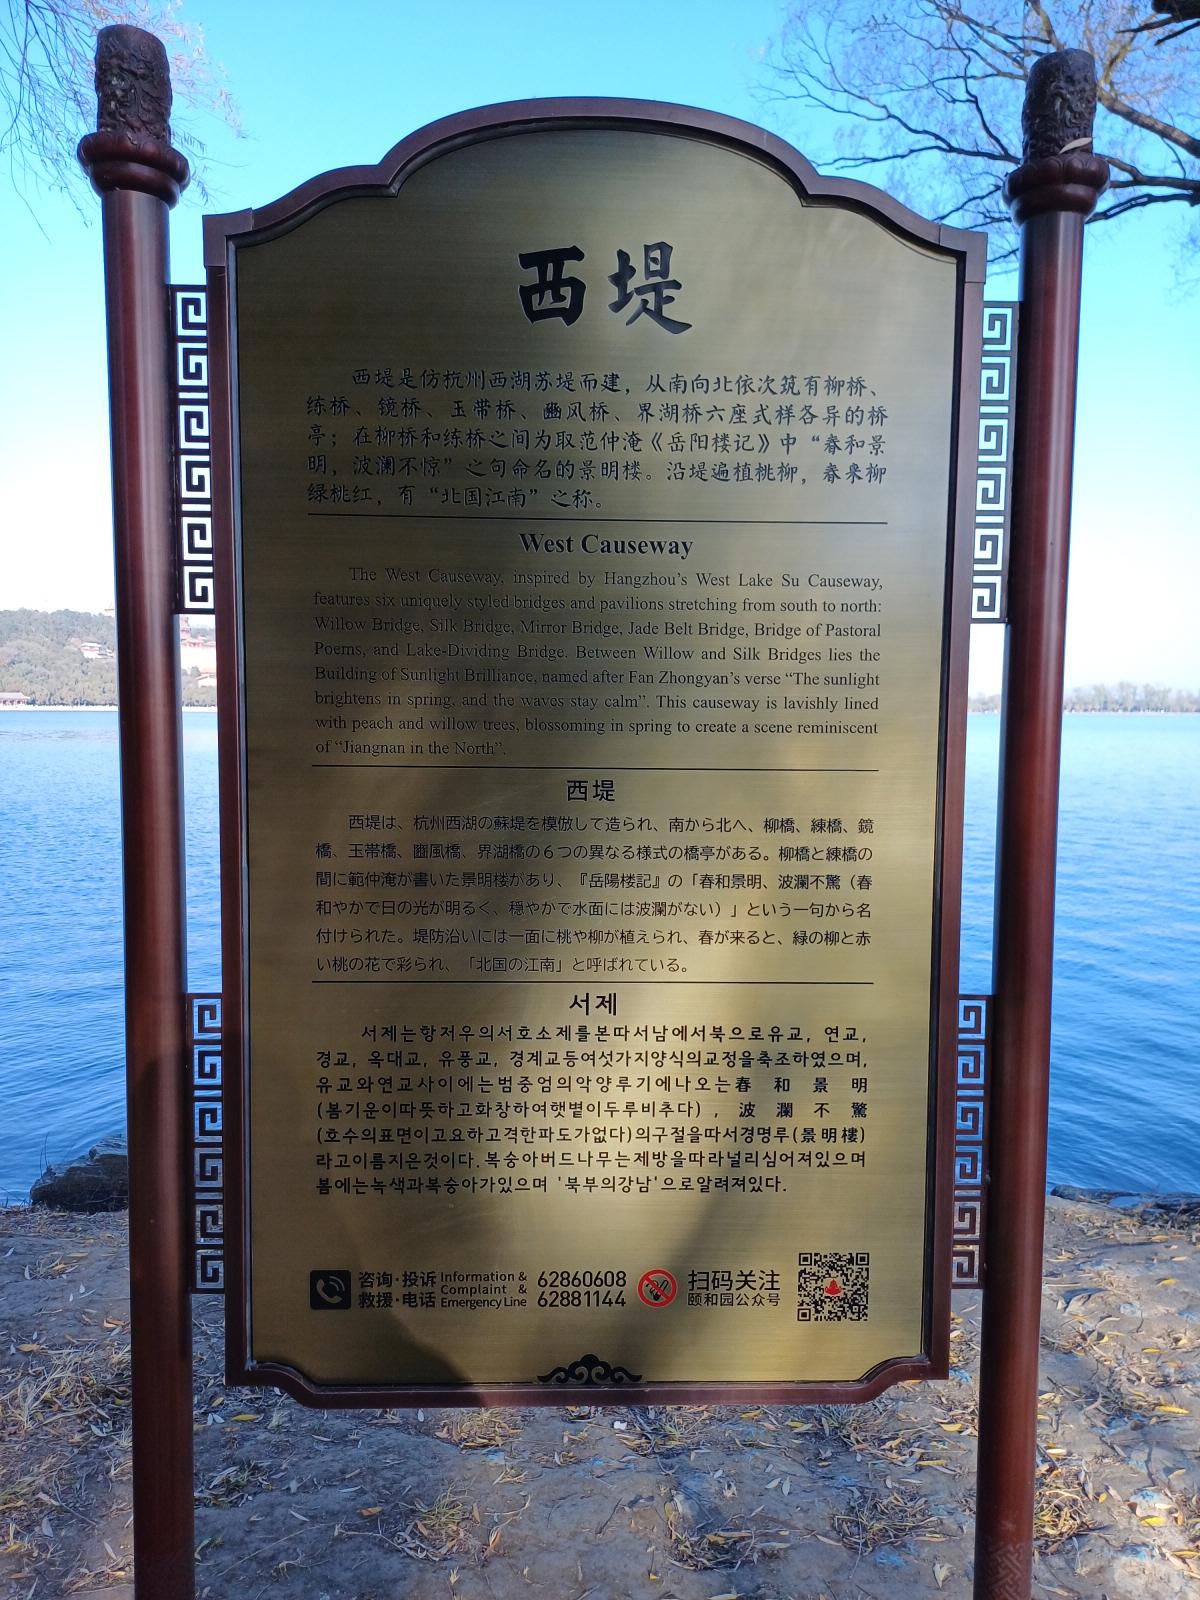 西堤
西堤是仿杭州西湖苏堤而建，从南向北依次筑有柳桥、
练桥、镜桥、玉带桥、豳风桥、界湖桥六座式样各异的桥
亭；在柳桥和练桥之间为取范仲淹《岳阳楼记》中“春和景
明，波澜不惊”之句命名的景明楼。沿堤遍植桃柳，春来柳
绿桃红，有“北国江南”之称。
West Causeway
The West Causeway, inspired by Hangzhou's West Lake Su Causeway,
features six uniquely styled bridges and pavilions stretching from south to north:
Willow Bridge, Silk Bridge, Mirror Bridge, Jade Belt Bridge, Bridge of Pastoral
Poems, and Lake-Dividing Bridge. Between Willow and Silk Bridges lies the
Building of Sunlight Brilliance, named after Fan Zhongyan's verse “The sunlight
brightens in spring, and the waves stay calm”. This causeway is lavishly lined
with peach and willow trees, blossoming in spring to create a scene reminiscent
of “Jiangnan in the North”.
西堤
西堤は、杭州西湖の蘇堤を模倣して造られ、南から北へ、柳橋、練橋、鏡
橋、玉帯橋、豳風橋、界湖橋の６つの異なる様式の橋亭がある。柳橋と練橋の
間に範仲淹が書いた景明楼があり、『岳陽楼記』の「春和景明、波瀾不驚（春
和やかで日の光が明るく、穏やかで水面には波瀾がない）」という一句から名
付けられた。堤防沿いには一面に桃や柳が植えられ、春が来ると、緑の柳と赤
い桃の花で彩られ、「北国の江南」と呼ばれている。
서제
서제는항저우의서호소제를본따서남에서북으로유교, 연교,
경교, 옥대교, 유풍교, 경계교등여섯가지양식의교정을축조하였으며,
유교와연교사이에는범중엄의악양루기에나오는春 和 景 明
(봄기운이따뜻하고화창하여햇볕이두루비추다) , 波 瀾 不 驚
(호수의표면이고요하고격한파도가없다)의구절을따서경명루(景明樓)
라고이름지은것이다.복숭아버드나무는제방을따라널리심어져있으며
봄에는녹색과복숭아가있으며 '북부의강남'으로알려져있다.
咨询·投诉 Information & 62860608
Complaint &
救援·电话 Emergency Line 62881144
扫码关注
颐和园公众号